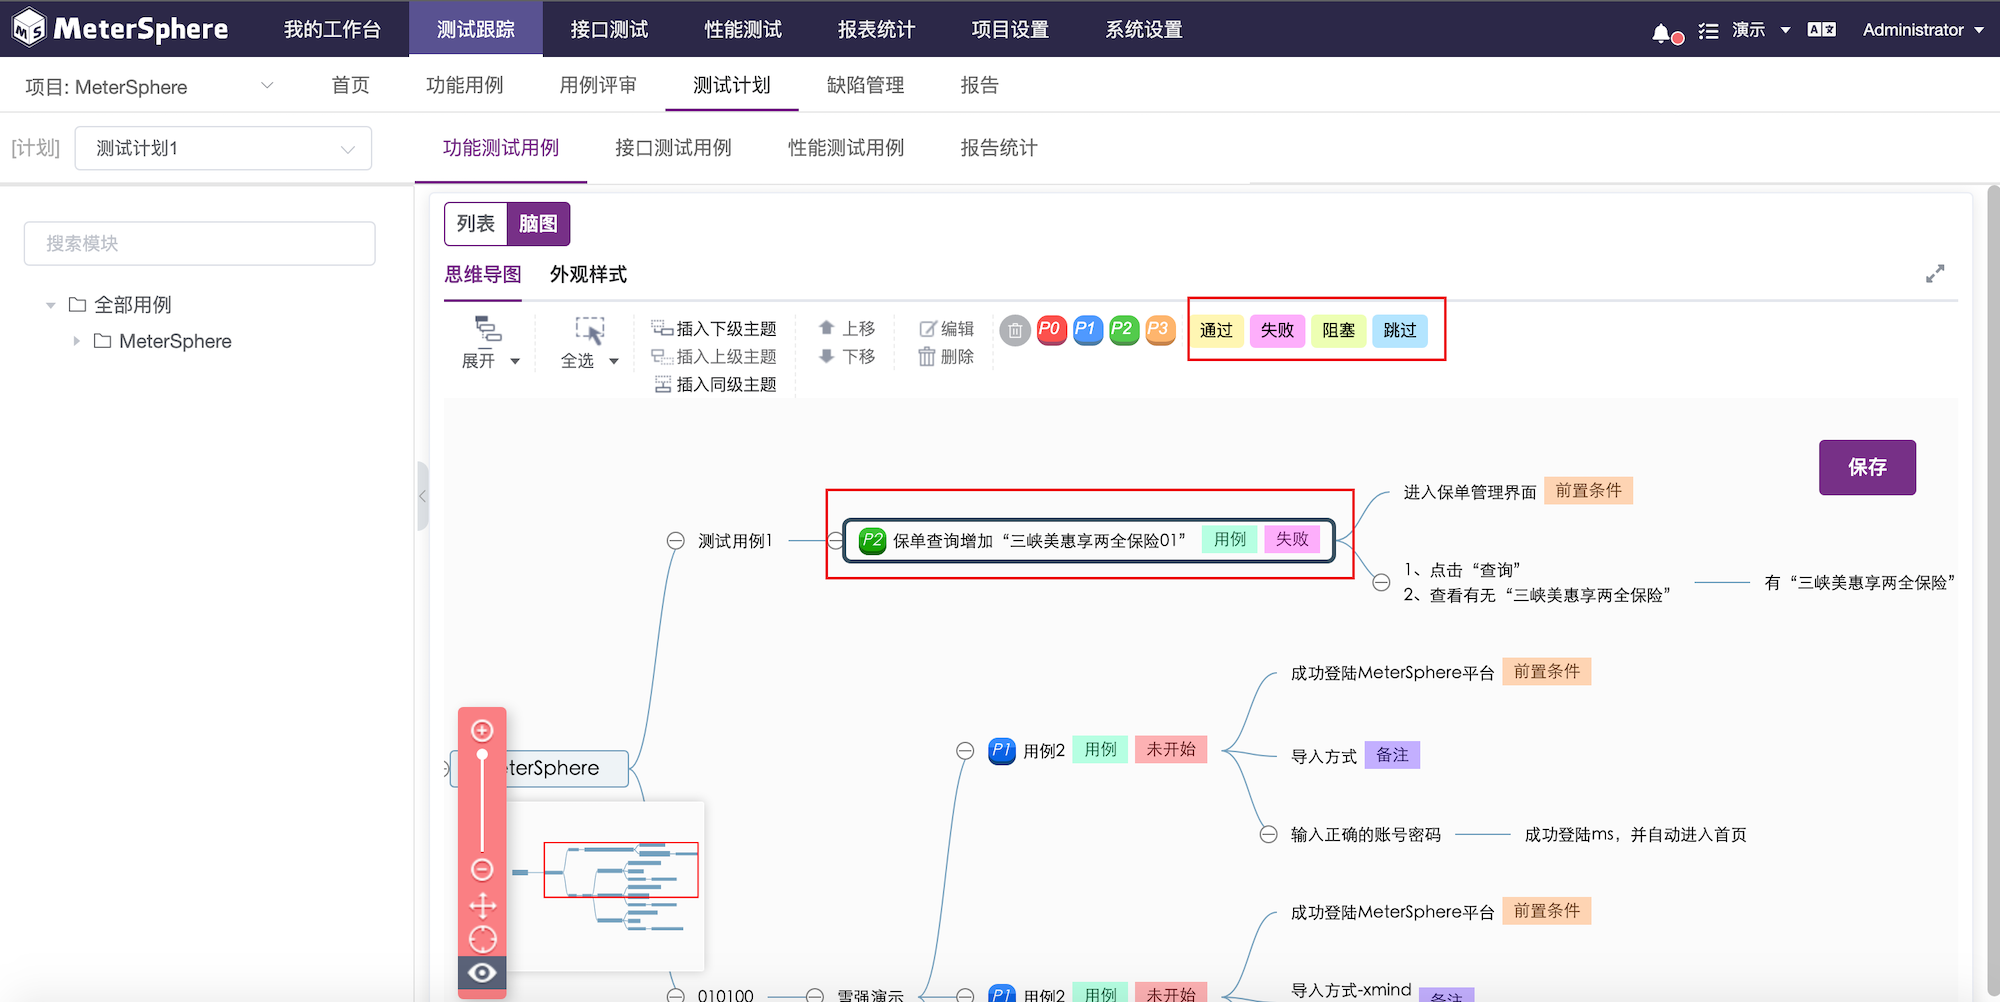 MeterSphere 我的工作台 测试跟踪 接口测试 性能测试 报表统计 项目设置 系统设置 演示 Administrator
项目: MeterSphere 首页 功能用例 用例评审 测试计划 缺陷管理 报告
[计划] 测试计划1 功能测试用例 接口测试用例 性能测试用例 报告统计
列表 脑图
搜索模块
思维导图 外观样式
全部用例
MeterSphere
展开 全选
插入下级主题
插入上级主题
插入同级主题
上移
下移
编辑
删除
P0 P1 P2 P3 通过 失败 阻塞 跳过
保存
测试用例1 P2 保单查询增加“三峡美惠享两全保险01” 用例 失败
进入保单管理界面 前置条件
1、点击“查询”
2、查看有无“三峡美惠享两全保险”
有“三峡美惠享两全保险”
成功登陆MeterSphere平台 前置条件
P1 用例2 用例 未开始
导入方式 备注
terSphere
输入正确的账号密码 成功登陆ms，并自动进入首页
成功登陆MeterSphere平台 前置条件
010100 雪强演示 P1 用例2 用例 未开始
导入方式-xmind 备注